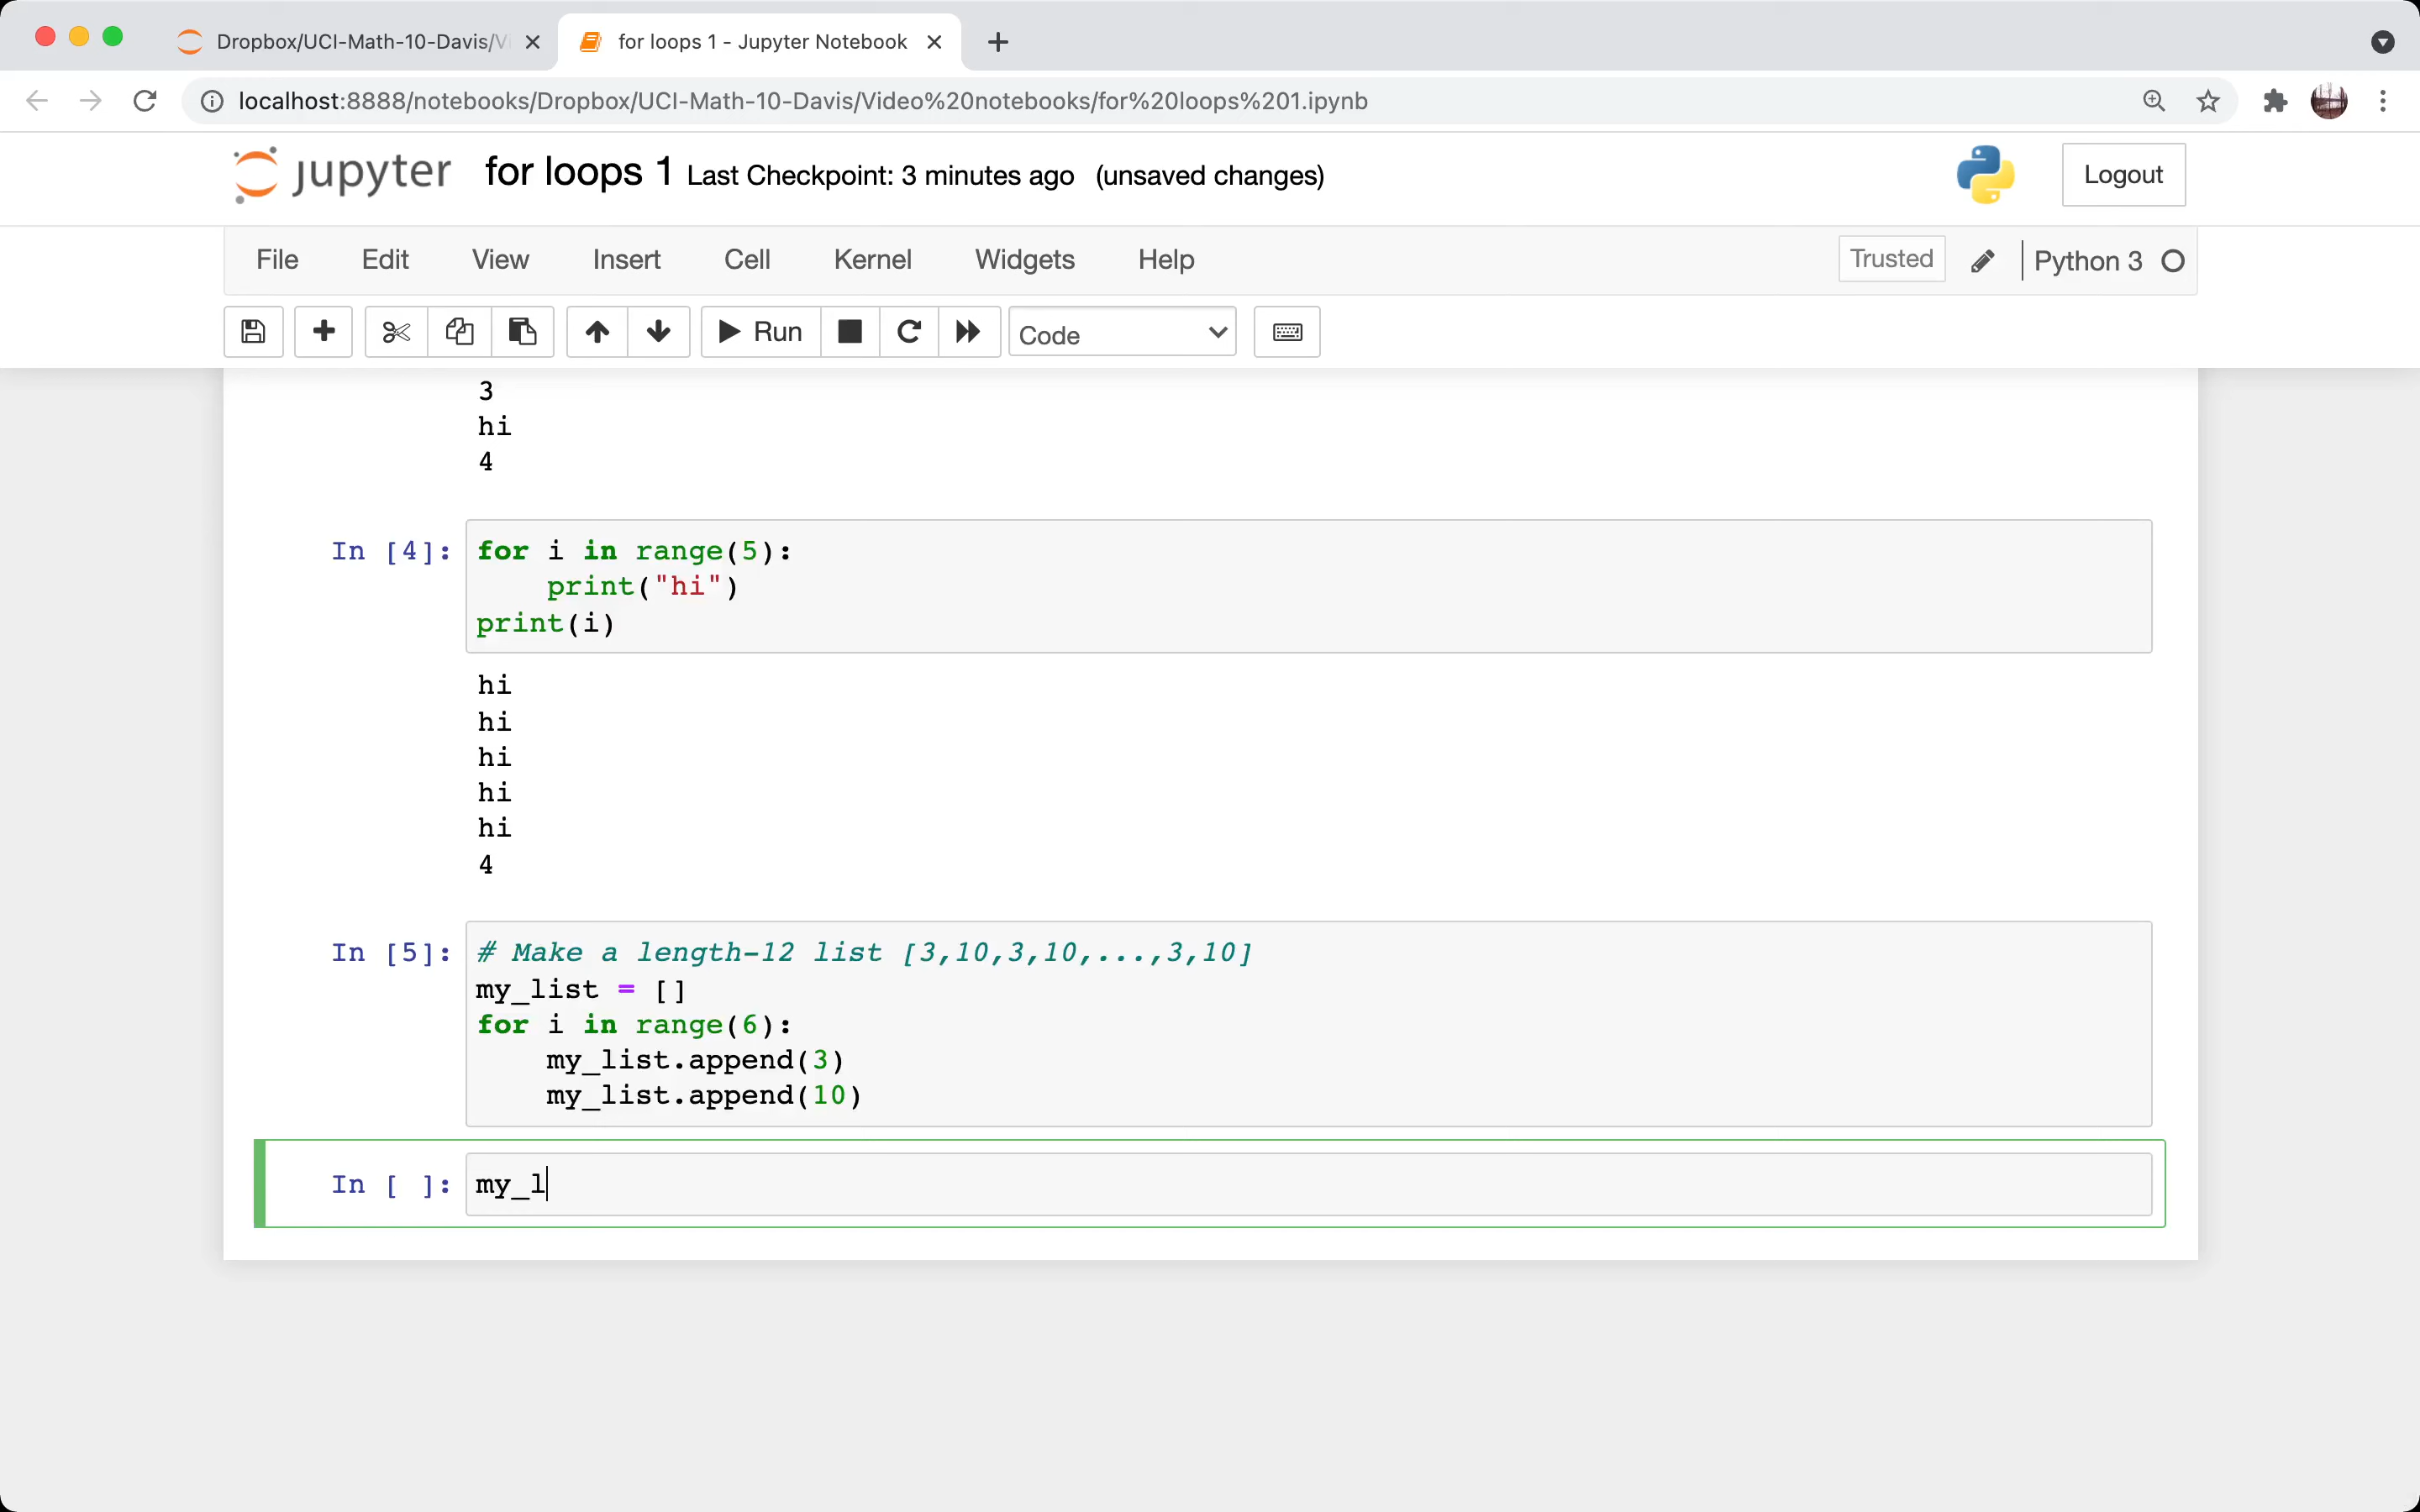 Dropbox/UCI-Math-10-Davis/Vi
for loops 1 - Jupyter Notebook
localhost:8888/notebooks/Dropbox/UCI-Math-10-Davis/Video%20notebooks/for%20loops%201.ipynb
jupyter for loops 1 Last Checkpoint: 3 minutes ago (unsaved changes)
Logout
File Edit View Insert Cell Kernel Widgets Help
Trusted Python 3
Run Code
3
hi
4
In [4]: for i in range(5):
    print("hi")
print(i)
hi
hi
hi
hi
hi
4
In [5]: # Make a length-12 list [3,10,3,10,...,3,10]
my_list = []
for i in range(6):
    my_list.append(3)
    my_list.append(10)
In [ ]: my_l